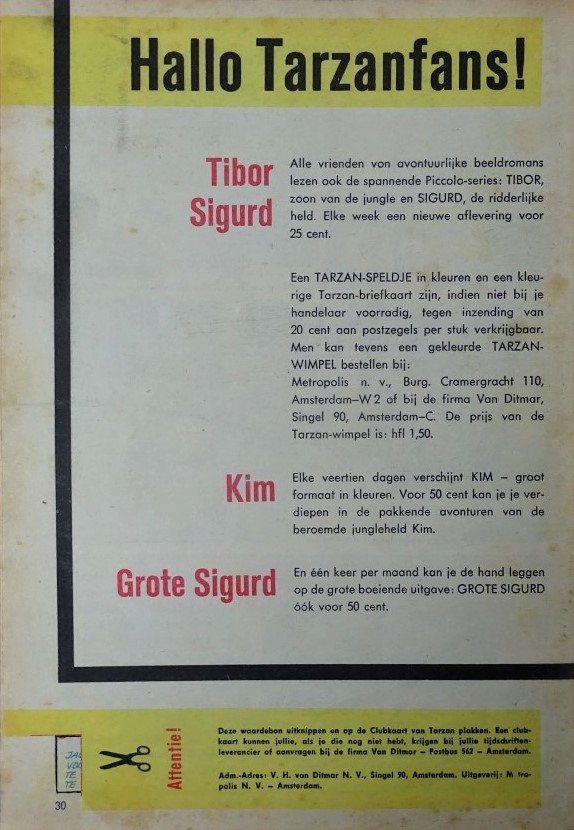 Hallo Tarzanfans!
Tibor
Sigurd
Alle vrienden van avontuurlijke beeldromans
lezen ook de spannende Piccolo-series: TIBOR,
zoon van de jungle en SIGURD, de ridderlijke
held. Elke week een nieuwe aflevering voor
25 cent.
Een TARZAN-SPELDJE in kleuren en een kleu-
rige Tarzan-briefkaart zijn, indien niet bij je
handelaar voorradig, tegen inzending van
20 cent aan postzegels per stuk verkrijgbaar.
Men kan tevens een gekleurde TARZAN-
WIMPEL bestellen bij:
Metropolis n. v., Burg. Cramergracht 110,
Amsterdam–W 2 of bij de firma Van Ditmar,
Singel 90, Amsterdam–C. De prijs van de
Tarzan-wimpel is: hfl 1,50.
Kim
Elke veertien dagen verschijnt KIM – groot
formaat in kleuren. Voor 50 cent kan je je ver-
diepen in de pakkende avonturen van de
beroemde jungleheld Kim.
Grote Sigurd
En één keer per maand kan je de hand leggen
op de grote boeiende uitgave: GROTE SIGURD
óók voor 50 cent.
Attentie!
Deze waardebon uitknippen en op de Clubkaart van Tarzan plakken. Een club-
kaart kunnen jullie, als je die nog niet hebt, krijgen bij jullie tijdschriften-
leverancier of aanvragen bij de firma Van Ditmar – Postbus 562 – Amsterdam.
Adm.-Adres: V. H. van Ditmar N. V., Singel 90, Amsterdam. Uitgeverij: M tro-
polis N. V. – Amsterdam.
TE
TE
30